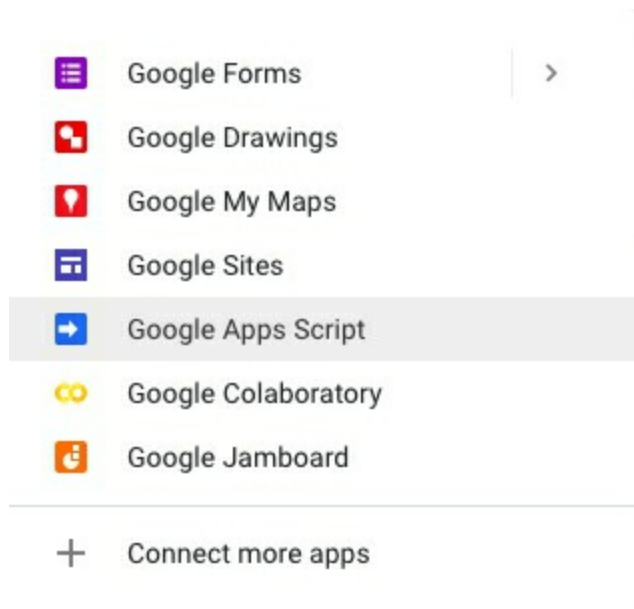 Google Forms
Google Drawings
Google My Maps
Google Sites
Google Apps Script
Google Colaboratory
Google Jamboard
Connect more apps